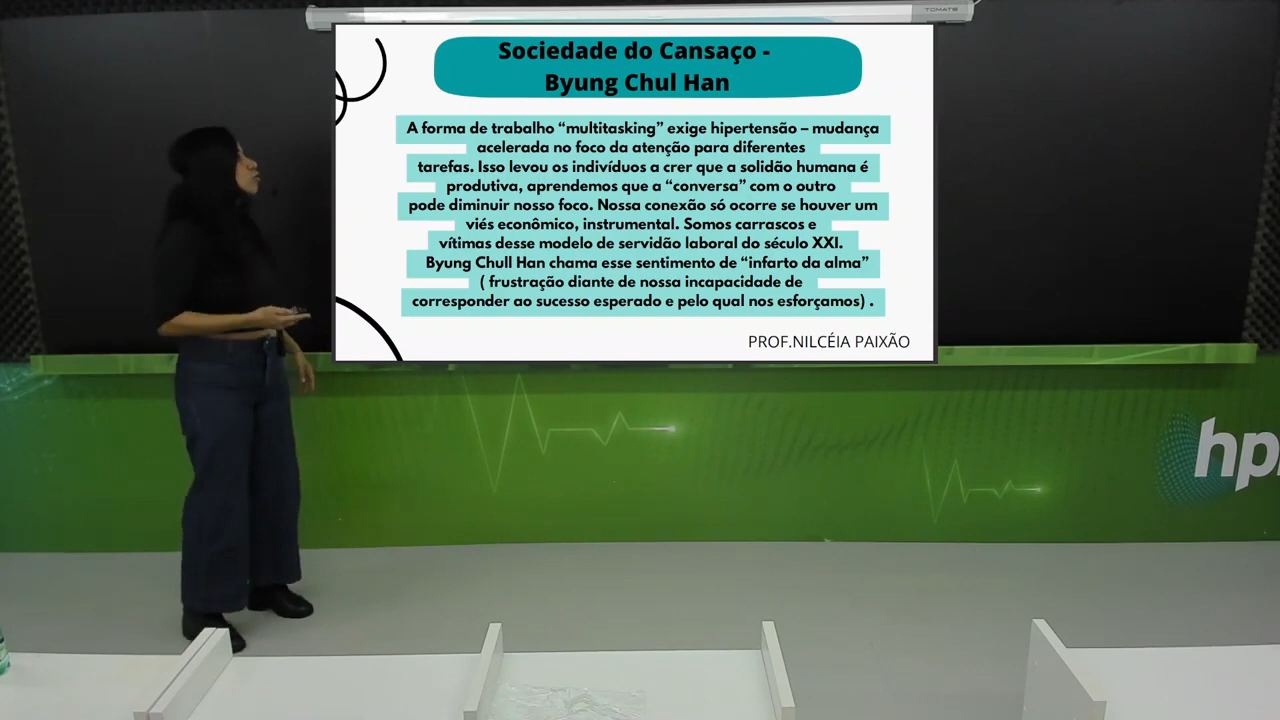 TOMATE
Sociedade do Cansaço -
Byung Chul Han
A forma de trabalho “multitasking” exige hipertensão – mudança
acelerada no foco da atenção para diferentes
tarefas. Isso levou os indivíduos a crer que a solidão humana é
produtiva, aprendemos que a “conversa” com o outro
pode diminuir nosso foco. Nossa conexão só ocorre se houver um
viés econômico, instrumental. Somos carrascos e
vítimas desse modelo de servidão laboral do século XXI.
Byung Chull Han chama esse sentimento de “infarto da alma”
( frustração diante de nossa incapacidade de
corresponder ao sucesso esperado e pelo qual nos esforçamos) .
PROF.NILCÉIA PAIXÃO